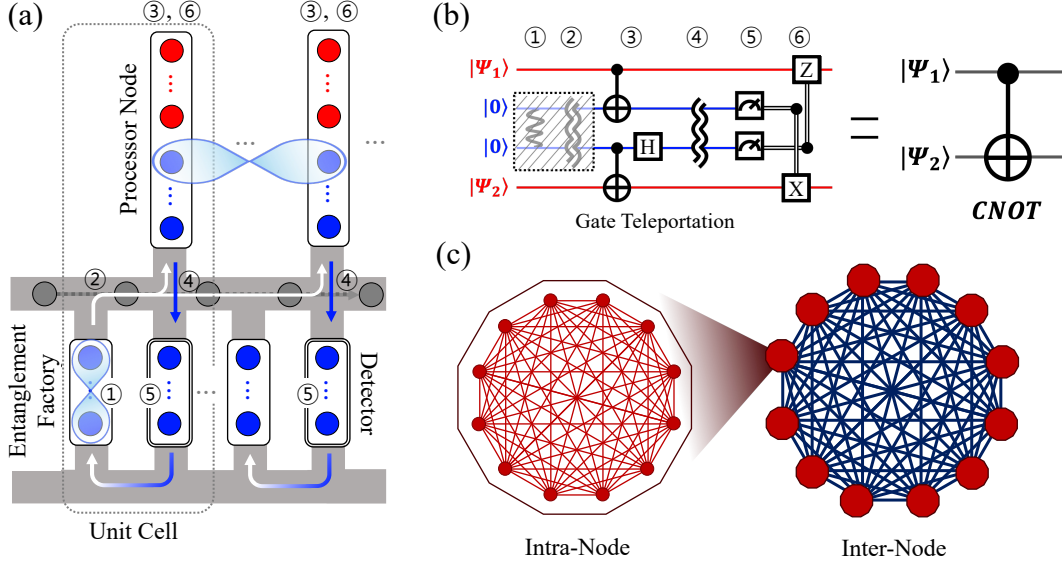 (a)
③, ⑥ ③, ⑥
Processor Node
... ...
②
④ ④
Entanglement
Factory
①
⑤
...
⑤
Detector
Unit Cell
(b)
① ② ③ ④ ⑤ ⑥
|Ψ₁⟩ Z
|0⟩
|0⟩ H
|Ψ₂⟩ X
Gate Teleportation
=
|Ψ₁⟩
|Ψ₂⟩
CNOT
(c)
Intra-Node
Inter-Node